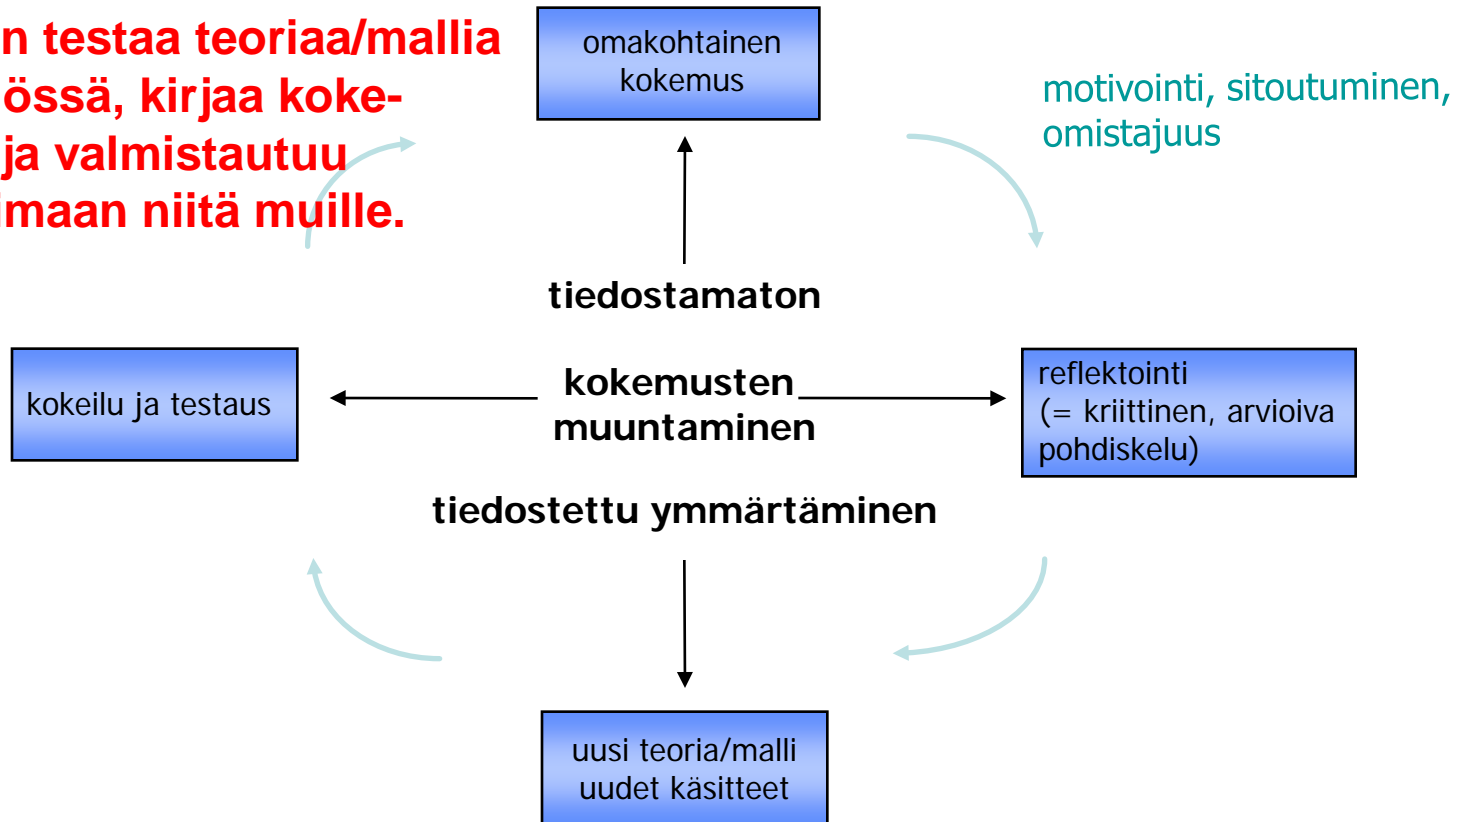 n testaa teoriaa/mallia
össä, kirjaa koke-
ja valmistautuu
imaan niitä muille.
omakohtainen
kokemus
motivointi, sitoutuminen,
omistajuus
tiedostamaton
kokeilu ja testaus
kokemusten
muuntaminen
reflektointi
(= kriittinen, arvioiva
pohdiskelu)
tiedostettu ymmärtäminen
uusi teoria/malli
uudet käsitteet